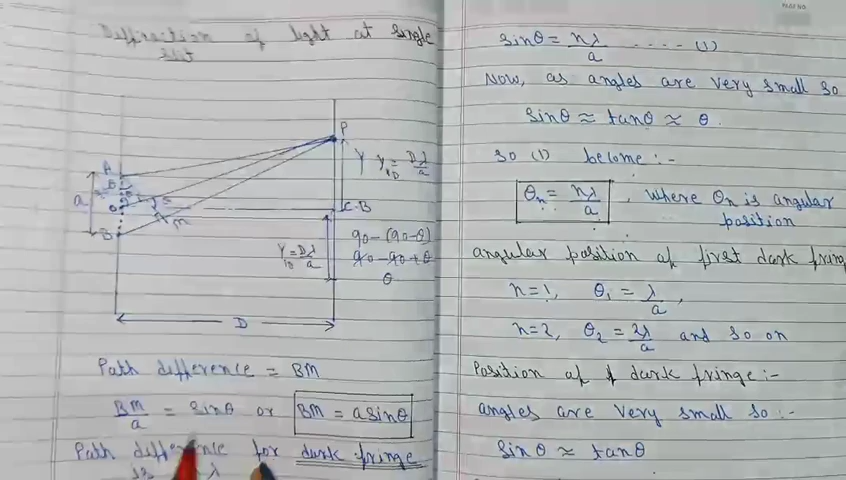 Diffraction of light at single
slit
P
A
Y Y1D = Dλ/a
a
O
C.B
M
B
Y1D = Dλ/a
90-(90-θ)
90-90+θ
θ
D
Path difference = BM
BM/a = sinθ or BM = a sinθ
Path difference for dark fringe
sinθ = nλ/a ..... (1)
Now, as angles are very small so
sinθ ≈ tanθ ≈ θ.
so (1) become :-
θn = nλ/a , where θn is angular
position
angular position of first dark fring
n=1, θ1 = λ/a ,
n=2, θ2 = 2λ/a and so on
Position of dark fringe :-
angles are very small so :-
sinθ ≈ tanθ